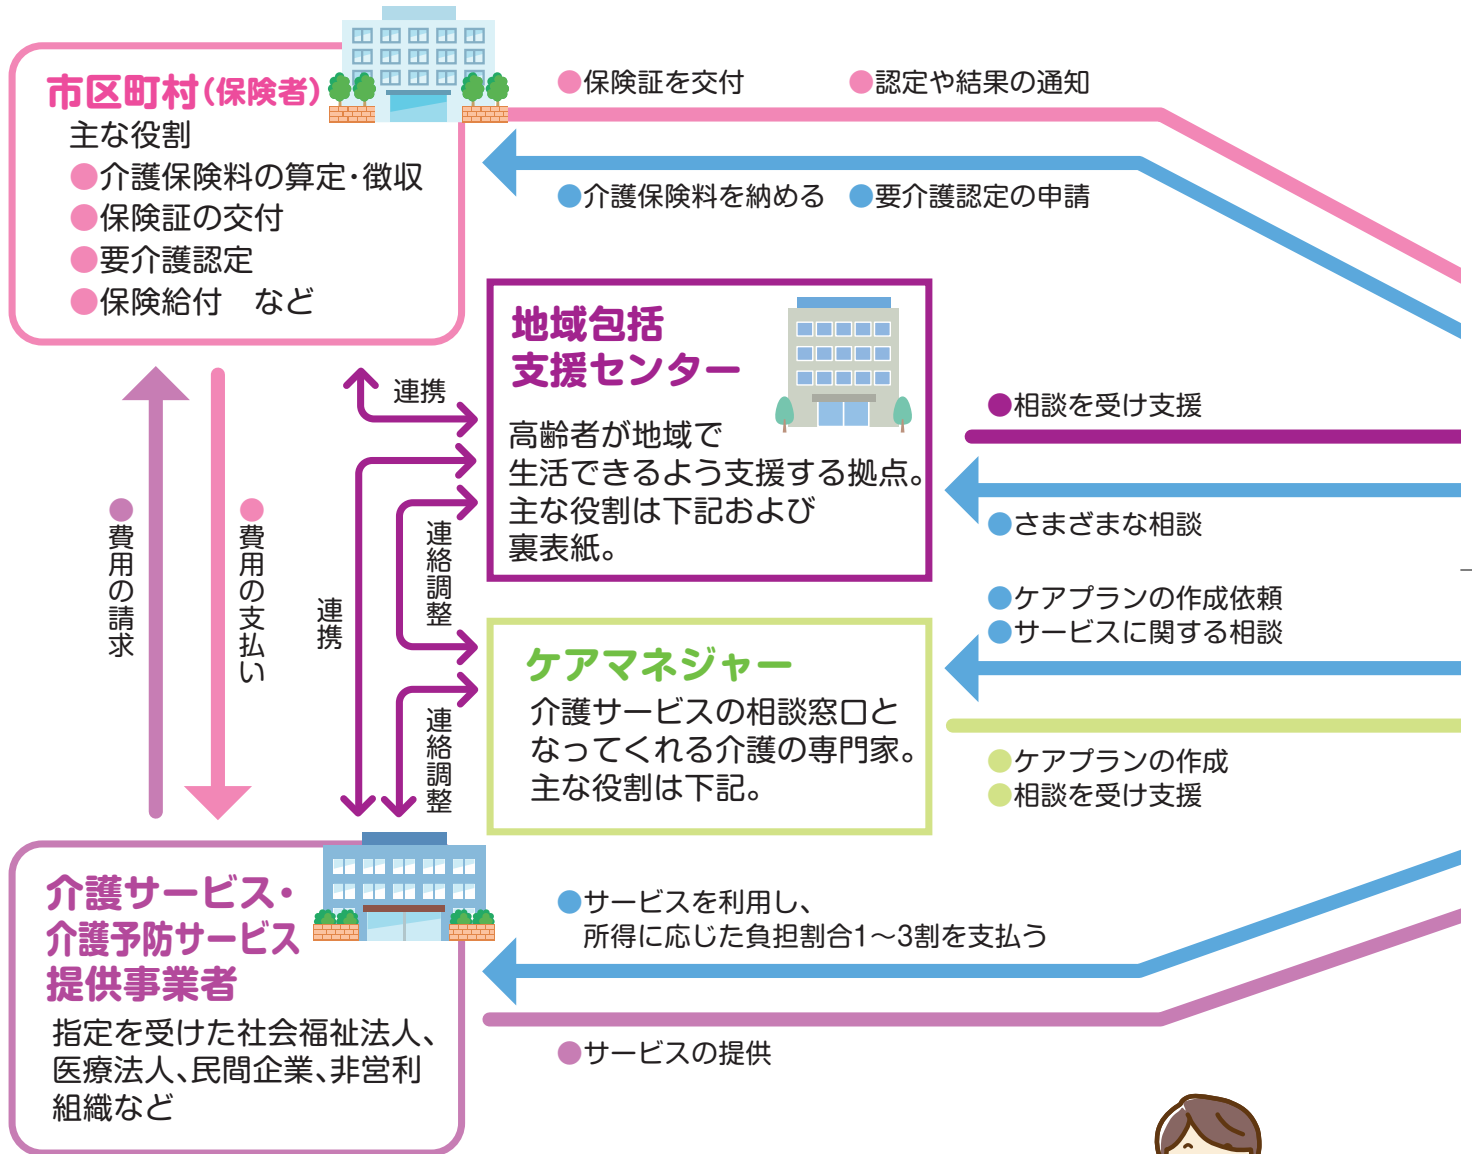 市区町村(保険者)
主な役割
●介護保険料の算定・徴収
●保険証の交付
●要介護認定
●保険給付　など
●保険証を交付
●認定や結果の通知
●介護保険料を納める
●要介護認定の申請
地域包括
支援センター
高齢者が地域で
生活できるよう支援する拠点。
主な役割は下記および
裏表紙。
●相談を受け支援
●さまざまな相談
連携
連絡調整
連携
●費用の請求
●費用の支払い
●ケアプランの作成依頼
●サービスに関する相談
ケアマネジャー
介護サービスの相談窓口と
なってくれる介護の専門家。
主な役割は下記。
連絡調整
●ケアプランの作成
●相談を受け支援
介護サービス・
介護予防サービス
提供事業者
指定を受けた社会福祉法人、
医療法人、民間企業、非営利
組織など
●サービスを利用し、
所得に応じた負担割合1～3割を支払う
●サービスの提供